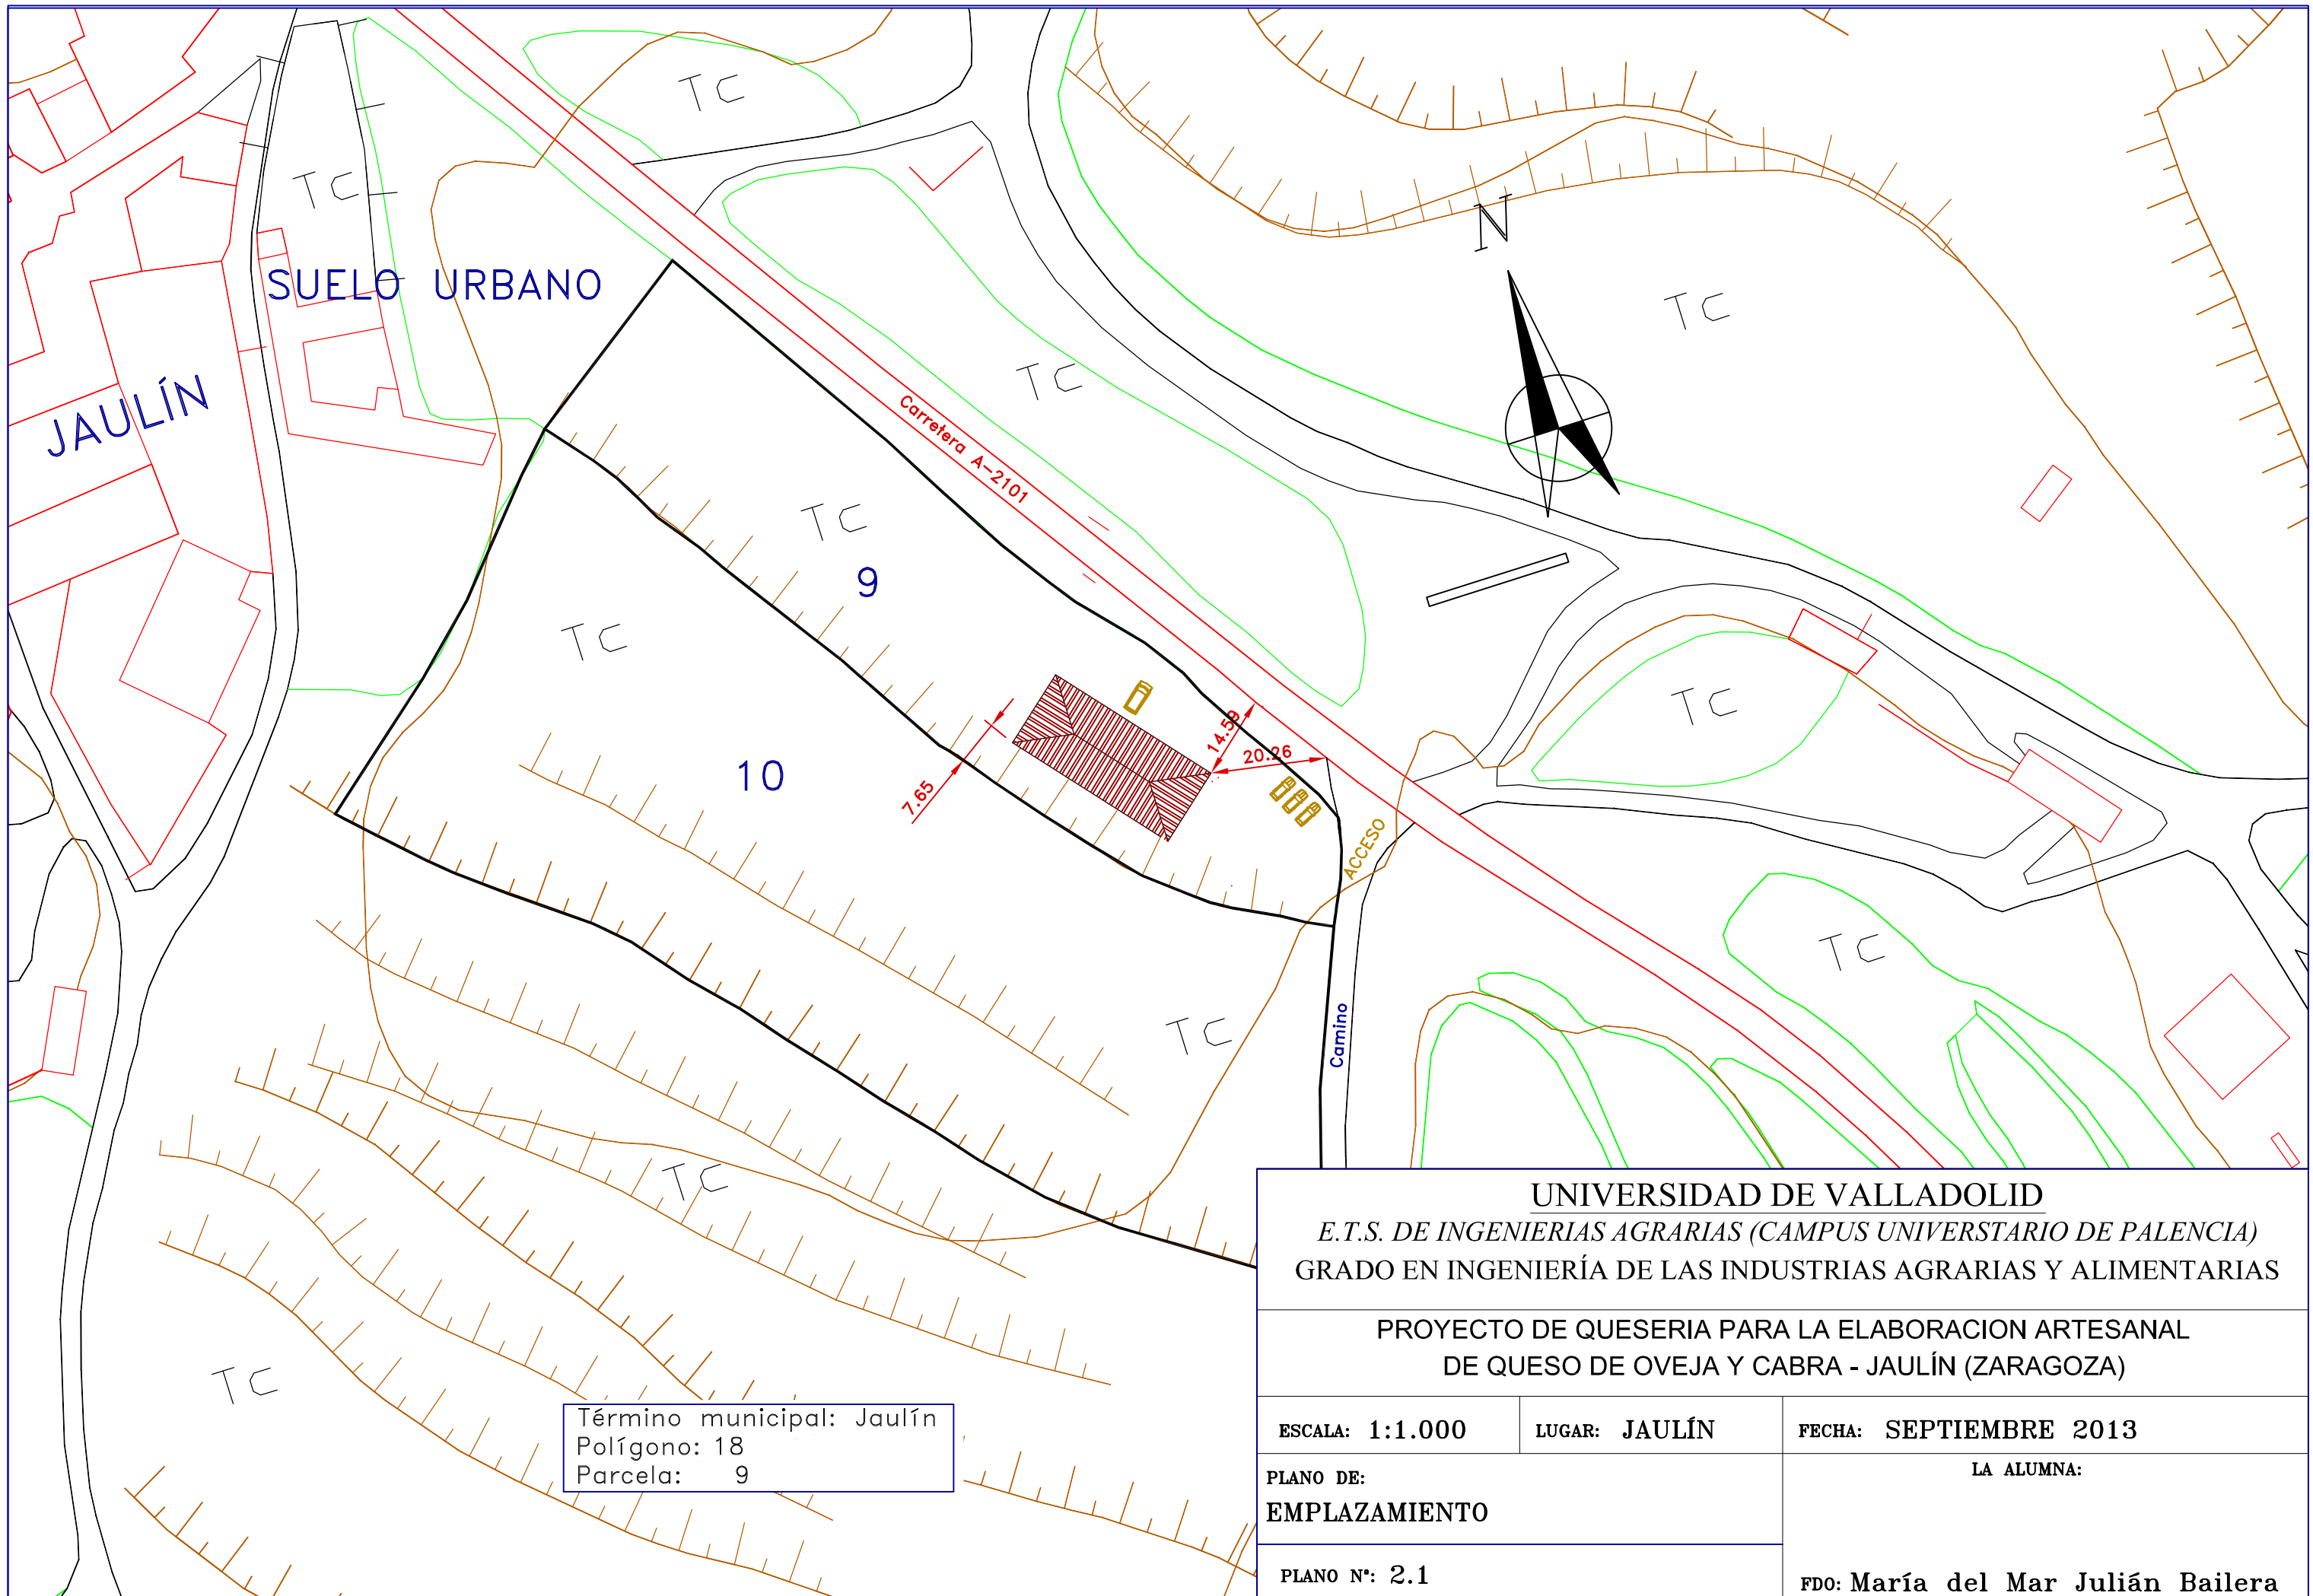 Tc
Tc
N
SUELO URBANO
Tc
Tc
JAULÍN
Carretera A-2101
Tc
9
Tc
Tc
14.59
20.26
10
7.65
ACCESO
Tc
Camino
Tc
Tc
Tc
Término municipal: Jaulín
Polígono: 18
Parcela: 9
UNIVERSIDAD DE VALLADOLID
E.T.S. DE INGENIERIAS AGRARIAS (CAMPUS UNIVERSTARIO DE PALENCIA)
GRADO EN INGENIERÍA DE LAS INDUSTRIAS AGRARIAS Y ALIMENTARIAS
PROYECTO DE QUESERIA PARA LA ELABORACION ARTESANAL
DE QUESO DE OVEJA Y CABRA - JAULÍN (ZARAGOZA)
ESCALA: 1:1.000
LUGAR: JAULÍN
FECHA: SEPTIEMBRE 2013
PLANO DE:
EMPLAZAMIENTO
LA ALUMNA:
PLANO Nº: 2.1
FDO: María del Mar Julián Bailera